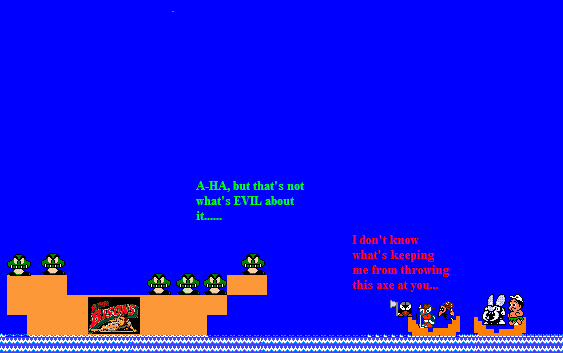 A-HA, but that's not
what's EVIL about
it......
I don't know
what's keeping
me from throwing
this axe at you...